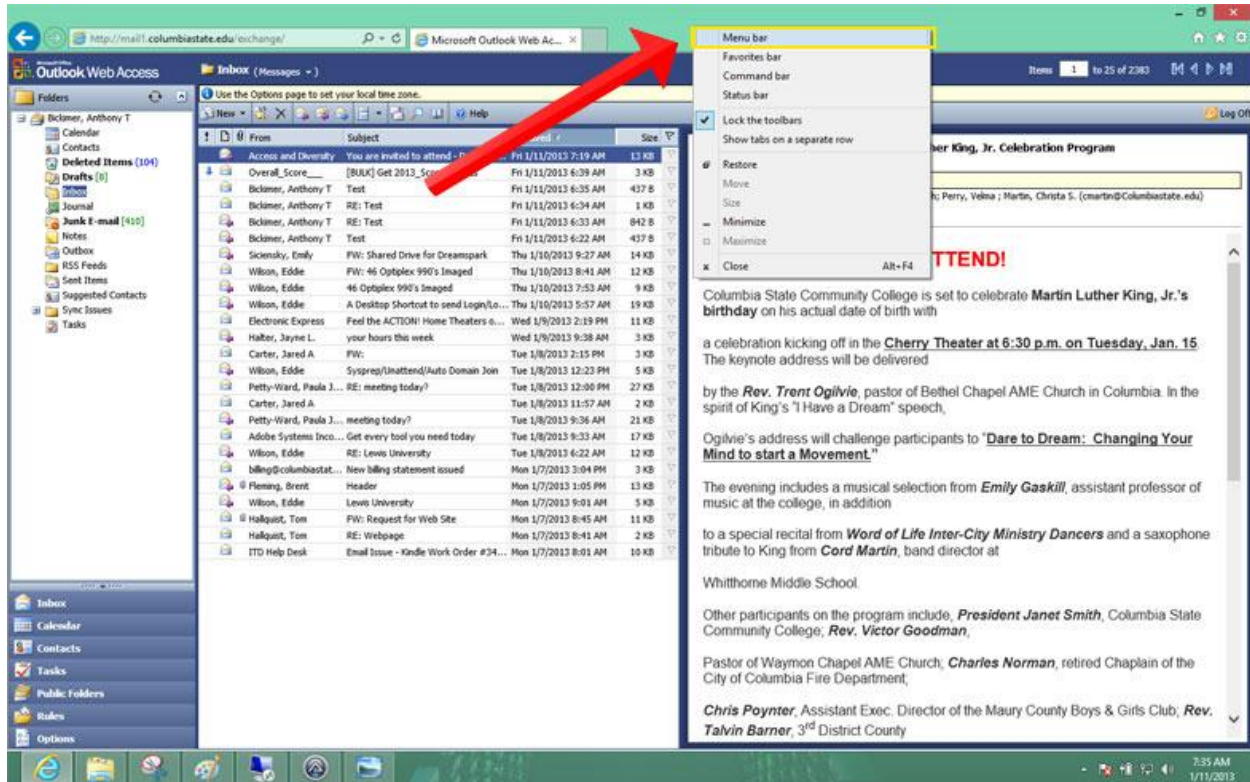 http://mail1.columbiastate.edu/exchange/
Microsoft Outlook Web Ac...
Menu bar
Favorites bar
Command bar
Status bar
Lock the toolbars
Show tabs on a separate row
Restore
Move
Size
Minimize
Maximize
Close Alt+F4
Outlook Web Access
Inbox (Messages)
Items 1 to 25 of 2383
Use the Options page to set your local time zone.
New Help
Log Off
Folders
Bickimer, Anthony T
Calendar
Contacts
Deleted Items (104)
Drafts [8]
Inbox
Journal
Junk E-mail [410]
Notes
Outbox
RSS Feeds
Sent Items
Suggested Contacts
Sync Issues
Tasks
Inbox
Calendar
Contacts
Tasks
Public Folders
Rules
Options
! From Subject Size
Access and Diversity You are invited to attend - Fri 1/11/2013 7:19 AM 13 KB
Overall_Score___ [BULK] Get 2013_ Fri 1/11/2013 6:39 AM 3 KB
Bickimer, Anthony T Test Fri 1/11/2013 6:35 AM 437 B
Bickimer, Anthony T RE: Test Fri 1/11/2013 6:34 AM 1 KB
Bickimer, Anthony T RE: Test Fri 1/11/2013 6:33 AM 842 B
Bickimer, Anthony T Test Fri 1/11/2013 6:22 AM 437 B
Siciensky, Emily FW: Shared Drive for Dreamspark Thu 1/10/2013 9:27 AM 14 KB
Wilson, Eddie FW: 46 Optiplex 990's Imaged Thu 1/10/2013 8:41 AM 12 KB
Wilson, Eddie 46 Optiplex 990's Imaged Thu 1/10/2013 7:53 AM 9 KB
Wilson, Eddie A Desktop Shortcut to send Login/Lo... Thu 1/10/2013 5:57 AM 19 KB
Electronic Express Feel the ACTION! Home Theaters o... Wed 1/9/2013 2:19 PM 11 KB
Halter, Jayne L. your hours this week Wed 1/9/2013 9:38 AM 3 KB
Carter, Jared A FW: Tue 1/8/2013 2:15 PM 3 KB
Wilson, Eddie Sysprep/Unattend/Auto Domain Join Tue 1/8/2013 12:23 PM 5 KB
Petty-Ward, Paula J... RE: meeting today? Tue 1/8/2013 12:00 PM 27 KB
Carter, Jared A Tue 1/8/2013 11:57 AM 2 KB
Petty-Ward, Paula J... meeting today? Tue 1/8/2013 9:36 AM 21 KB
Adobe Systems Inco... Get every tool you need today Tue 1/8/2013 9:33 AM 17 KB
Wilson, Eddie RE: Lewis University Tue 1/8/2013 6:22 AM 12 KB
billing@columbiastat... New billing statement issued Mon 1/7/2013 3:04 PM 3 KB
Fleming, Brent Header Mon 1/7/2013 1:05 PM 13 KB
Wilson, Eddie Lewis University Mon 1/7/2013 9:01 AM 5 KB
Hallquist, Tom FW: Request for Web Site Mon 1/7/2013 8:45 AM 11 KB
Hallquist, Tom RE: Webpage Mon 1/7/2013 8:41 AM 2 KB
ITD Help Desk Email Issue - Kindle Work Order #34... Mon 1/7/2013 8:01 AM 10 KB
King, Jr. Celebration Program
Perry, Velma ; Martin, Christa S. (cmartin@Columbiastate.edu)
TTEND!
Columbia State Community College is set to celebrate Martin Luther King, Jr.'s
birthday on his actual date of birth with
a celebration kicking off in the Cherry Theater at 6:30 p.m. on Tuesday, Jan. 15.
The keynote address will be delivered
by the Rev. Trent Ogilvie, pastor of Bethel Chapel AME Church in Columbia. In the
spirit of King's "I Have a Dream" speech,
Ogilvie's address will challenge participants to "Dare to Dream: Changing Your
Mind to start a Movement."
The evening includes a musical selection from Emily Gaskill, assistant professor of
music at the college, in addition
to a special recital from Word of Life Inter-City Ministry Dancers and a saxophone
tribute to King from Cord Martin, band director at
Whitthorne Middle School.
Other participants on the program include, President Janet Smith, Columbia State
Community College; Rev. Victor Goodman,
Pastor of Waymon Chapel AME Church; Charles Norman, retired Chaplain of the
City of Columbia Fire Department;
Chris Poynter, Assistant Exec. Director of the Maury County Boys & Girls Club; Rev.
Talvin Barner, 3rd District County
7:35 AM
1/11/2013